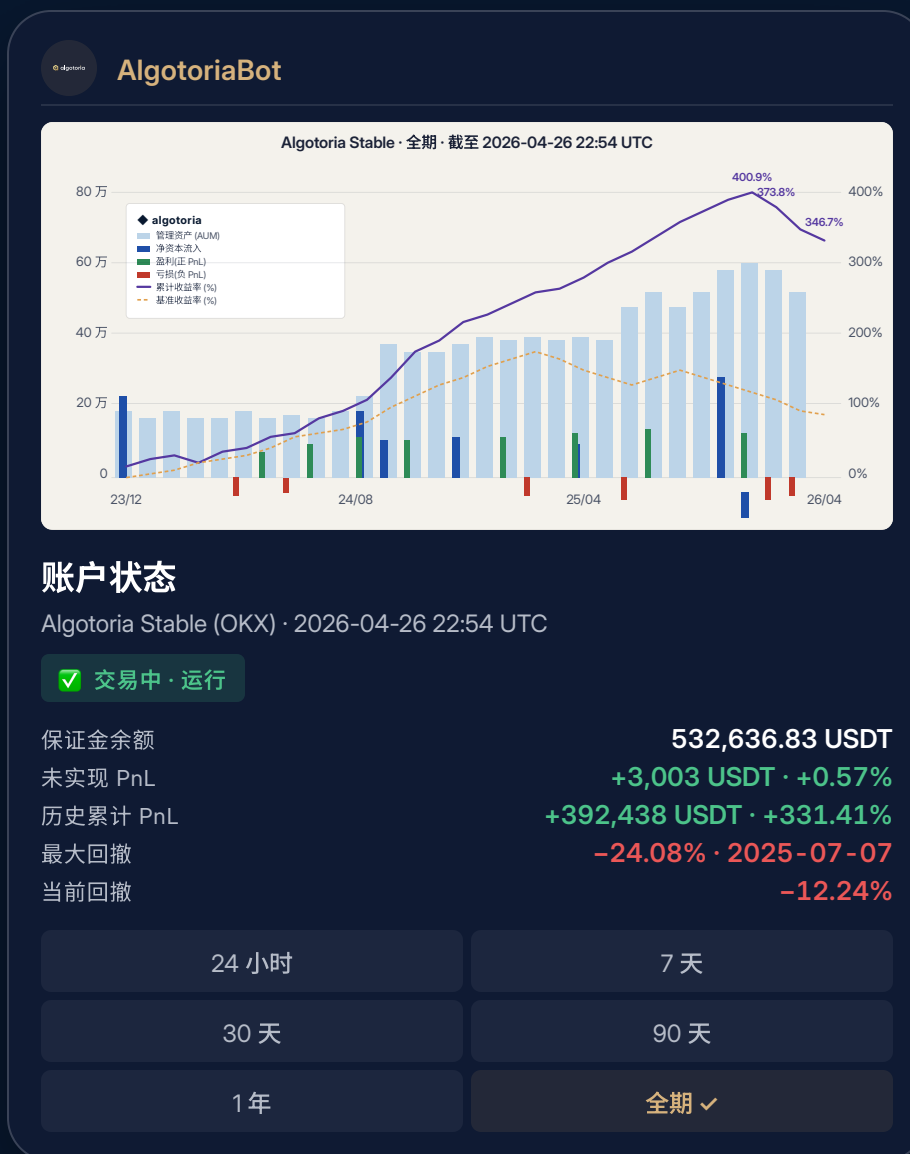 algotoria
AlgotoriaBot
Algotoria Stable · 全期 · 截至 2026-04-26 22:54 UTC
400.9%
373.8%
346.7%
80 万
60 万
40 万
20 万
0
400%
300%
200%
100%
0%
algotoria
管理资产 (AUM)
净资本流入
盈利(正 PnL)
亏损(负 PnL)
累计收益率 (%)
基准收益率 (%)
23/12 24/08 25/04 26/04
账户状态
Algotoria Stable (OKX) · 2026-04-26 22:54 UTC
✅ 交易中 · 运行
保证金余额 532,636.83 USDT
未实现 PnL +3,003 USDT · +0.57%
历史累计 PnL +392,438 USDT · +331.41%
最大回撤 −24.08% · 2025-07-07
当前回撤 −12.24%
24 小时 7 天
30 天 90 天
1 年 全期 ✓